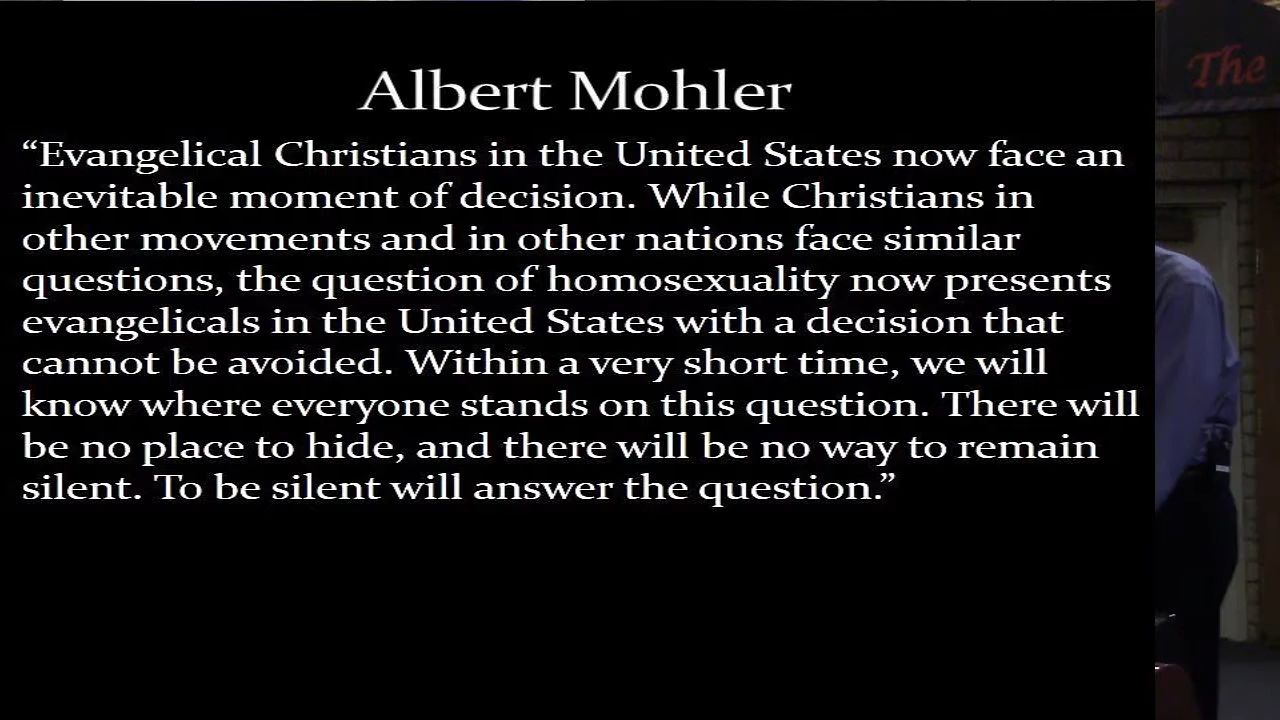 Albert Mohler
“Evangelical Christians in the United States now face an
inevitable moment of decision. While Christians in
other movements and in other nations face similar
questions, the question of homosexuality now presents
evangelicals in the United States with a decision that
cannot be avoided. Within a very short time, we will
know where everyone stands on this question. There will
be no place to hide, and there will be no way to remain
silent. To be silent will answer the question.”
The